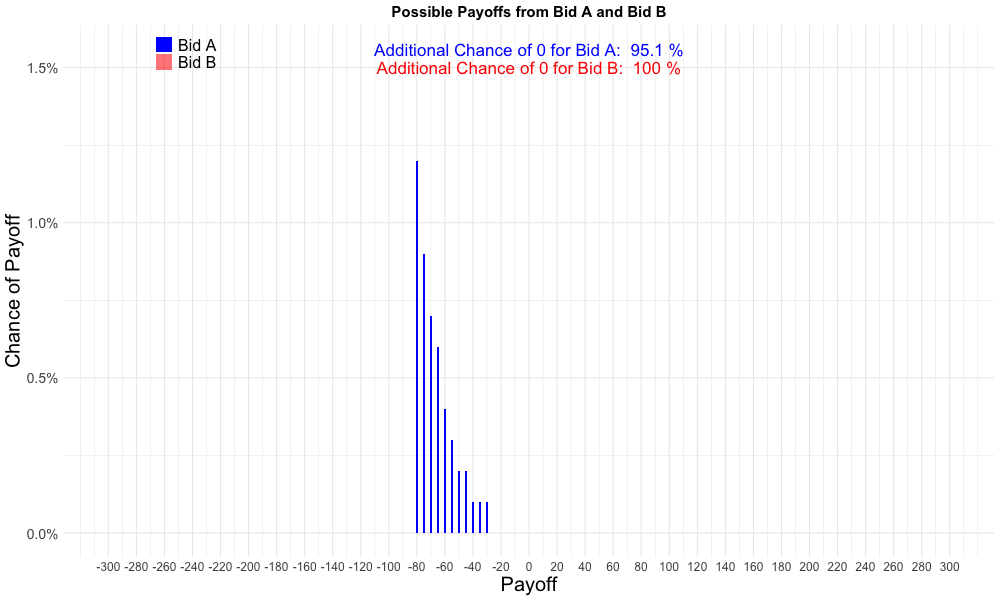 Possible Payoffs from Bid A and Bid B
Bid A
Bid B
Additional Chance of 0 for Bid A:  95.1 %
Additional Chance of 0 for Bid B:  100 %
Chance of Payoff
1.5%
1.0%
0.5%
0.0%
-300 -280 -260 -240 -220 -200 -180 -160 -140 -120 -100 -80 -60 -40 -20 0 20 40 60 80 100 120 140 160 180 200 220 240 260 280 300
Payoff